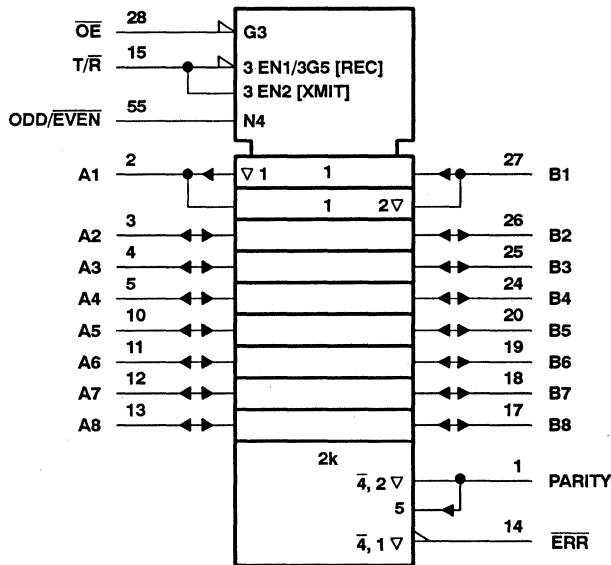 O̅E̅ 28 G3
T/R̅ 15 3 EN1/3G5 [REC]
3 EN2 [XMIT]
ODD/E̅V̅E̅N̅ 55 N4
A1 2 ▽ 1 1 27 B1
1 2 ▽
A2 3 26 B2
A3 4 25 B3
A4 5 24 B4
A5 10 20 B5
A6 11 19 B6
A7 12 18 B7
A8 13 17 B8
2k
4̅, 2 ▽ 1 PARITY
5
4̅, 1 ▽ 14 E̅R̅R̅